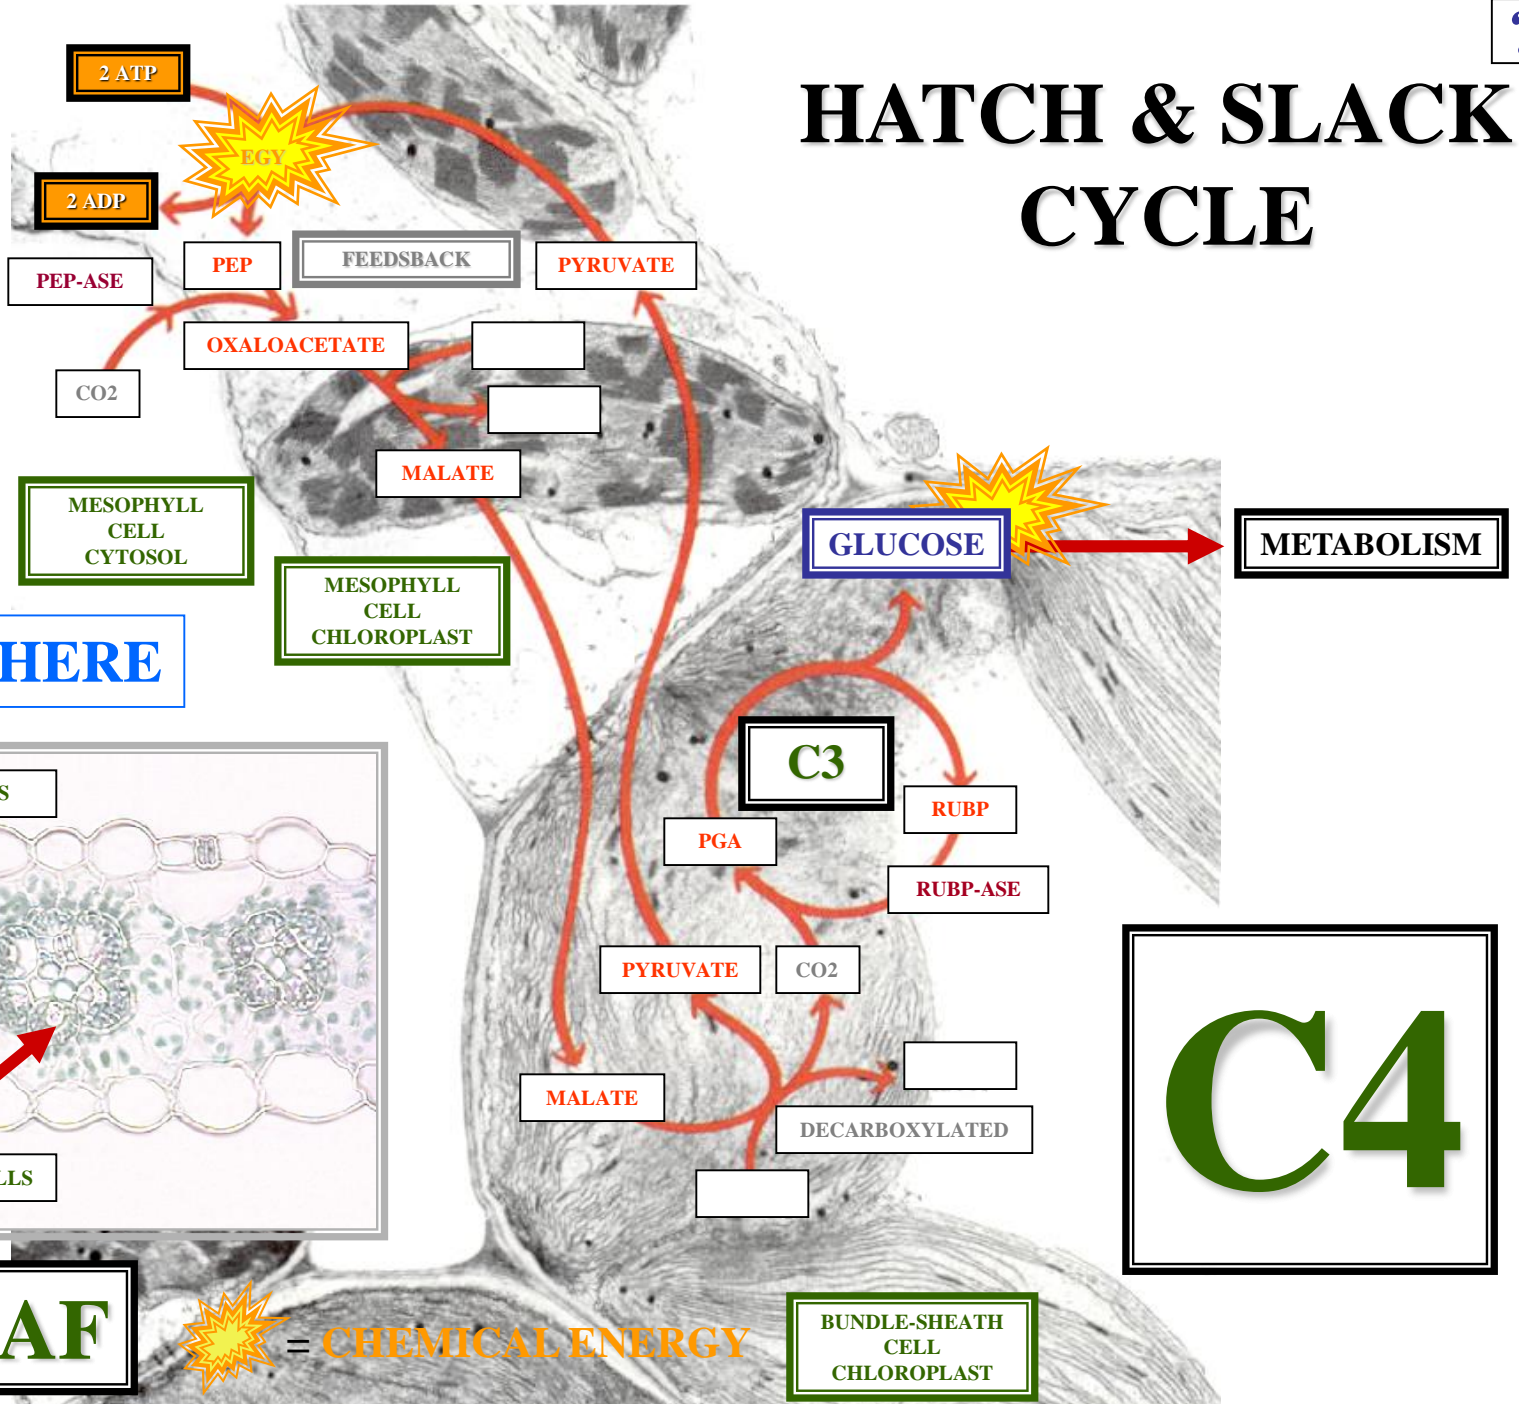 HATCH & SLACK
CYCLE
2 ATP
EGY
2 ADP
PEP-ASE
PEP
FEEDSBACK
PYRUVATE
OXALOACETATE
CO2
MALATE
MESOPHYLL
CELL
CYTOSOL
MESOPHYLL
CELL
CHLOROPLAST
GLUCOSE
METABOLISM
HERE
C3
S
RUBP
PGA
RUBP-ASE
PYRUVATE
CO2
MALATE
DECARBOXYLATED
C4
LLS
AF
= CHEMICAL ENERGY
BUNDLE-SHEATH
CELL
CHLOROPLAST